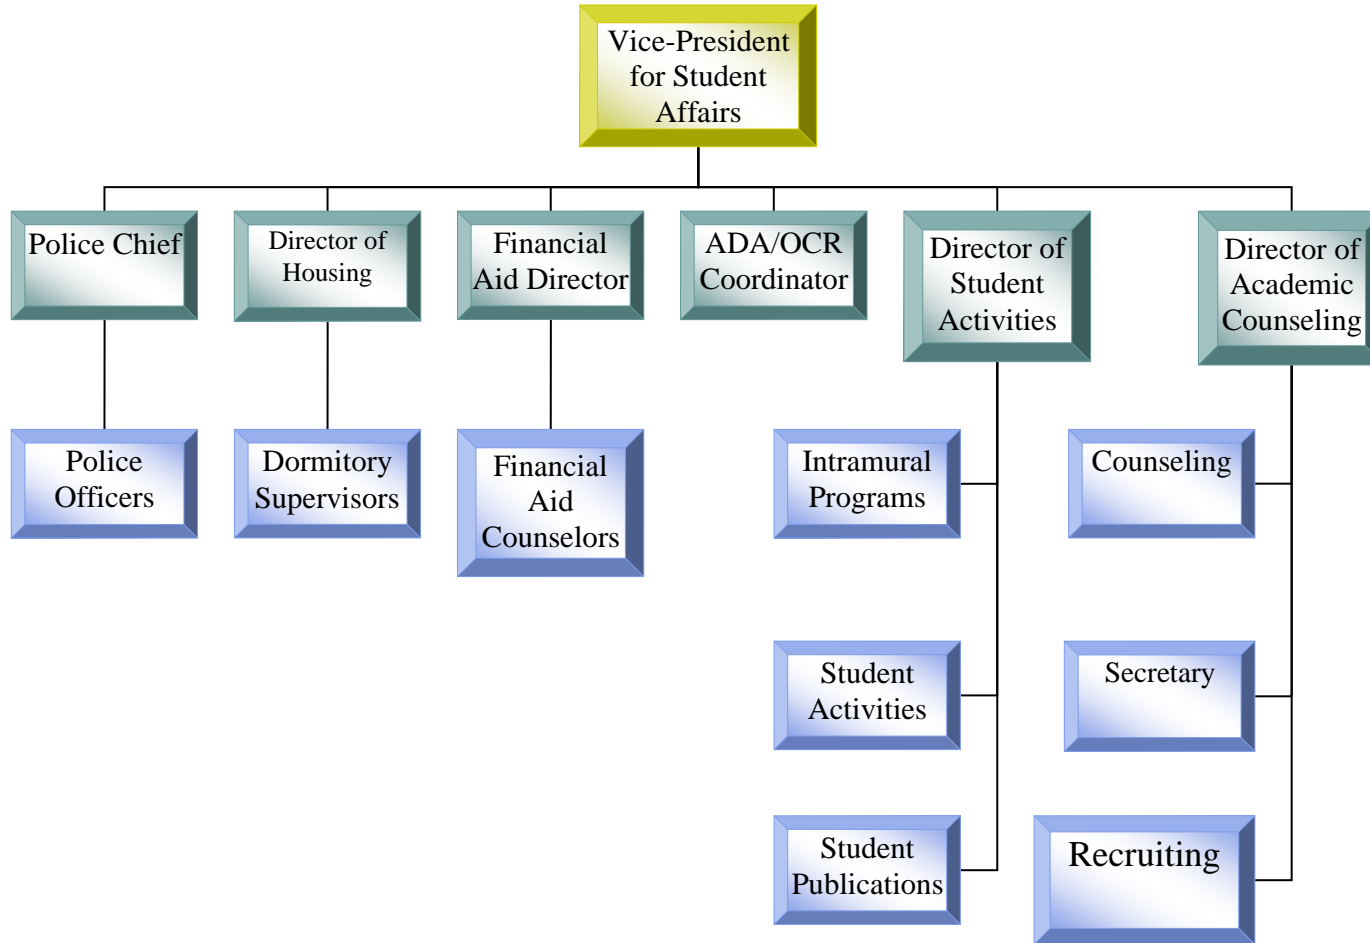 Vice-President
for Student
Affairs
Police Chief
Director of
Housing
Financial
Aid Director
ADA/OCR
Coordinator
Director of
Student
Activities
Director of
Academic
Counseling
Police
Officers
Dormitory
Supervisors
Financial
Aid
Counselors
Intramural
Programs
Counseling
Student
Activities
Secretary
Student
Publications
Recruiting